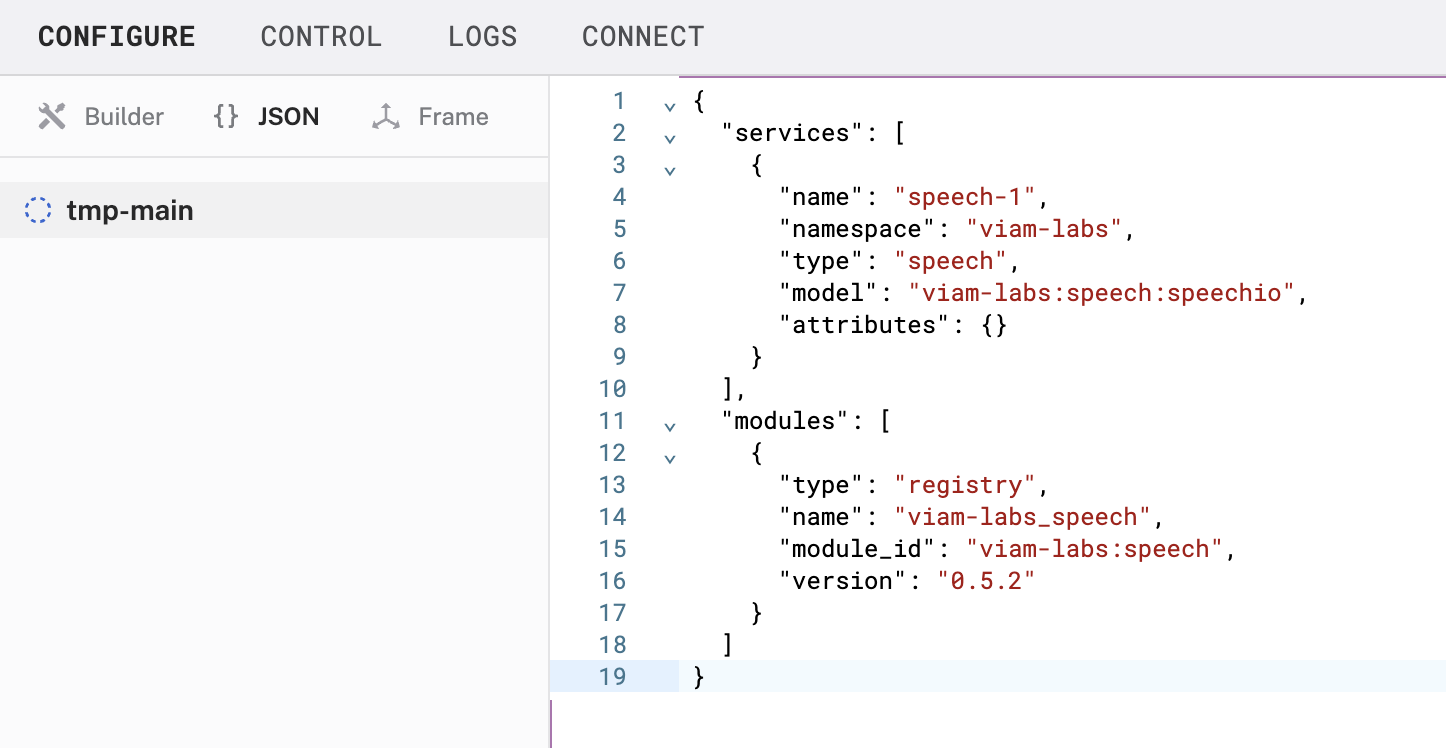 CONFIGURE CONTROL LOGS CONNECT
Builder {} JSON Frame
tmp-main
1 {
2   "services": [
3     {
4       "name": "speech-1",
5       "namespace": "viam-labs",
6       "type": "speech",
7       "model": "viam-labs:speech:speechio",
8       "attributes": {}
9     }
10   ],
11   "modules": [
12     {
13       "type": "registry",
14       "name": "viam-labs_speech",
15       "module_id": "viam-labs:speech",
16       "version": "0.5.2"
17     }
18   ]
19 }